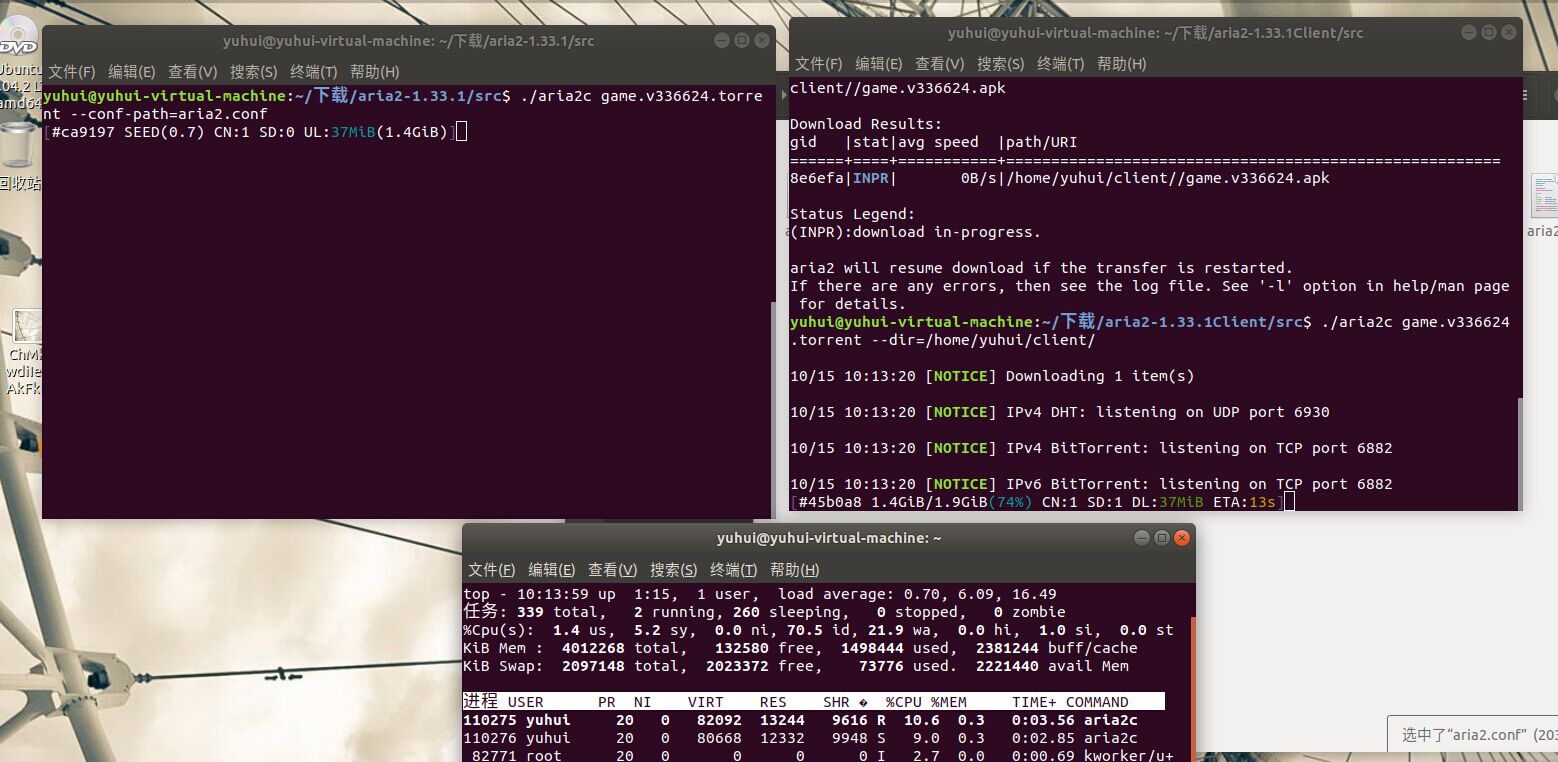 yuhui@yuhui-virtual-machine: ~/下载/aria2-1.33.1/src
文件(F) 编辑(E) 查看(V) 搜索(S) 终端(T) 帮助(H)
yuhui@yuhui-virtual-machine:~/下载/aria2-1.33.1/src$ ./aria2c game.v336624.torre
nt --conf-path=aria2.conf
[#ca9197 SEED(0.7) CN:1 SD:0 UL:37MiB(1.4GiB)]
yuhui@yuhui-virtual-machine: ~/下载/aria2-1.33.1Client/src
文件(F) 编辑(E) 查看(V) 搜索(S) 终端(T) 帮助(H)
client//game.v336624.apk
Download Results:
gid   |stat|avg speed  |path/URI
======+====+===========+=======================================================
8e6efa|INPR|       0B/s|/home/yuhui/client//game.v336624.apk
Status Legend:
(INPR):download in-progress.
aria2 will resume download if the transfer is restarted.
If there are any errors, then see the log file. See '-l' option in help/man page
for details.
yuhui@yuhui-virtual-machine:~/下载/aria2-1.33.1Client/src$ ./aria2c game.v336624
.torrent --dir=/home/yuhui/client/
10/15 10:13:20 [NOTICE] Downloading 1 item(s)
10/15 10:13:20 [NOTICE] IPv4 DHT: listening on UDP port 6930
10/15 10:13:20 [NOTICE] IPv4 BitTorrent: listening on TCP port 6882
10/15 10:13:20 [NOTICE] IPv6 BitTorrent: listening on TCP port 6882
[#45b0a8 1.4GiB/1.9GiB(74%) CN:1 SD:1 DL:37MiB ETA:13s]
yuhui@yuhui-virtual-machine: ~
文件(F) 编辑(E) 查看(V) 搜索(S) 终端(T) 帮助(H)
top - 10:13:59 up  1:15,  1 user,  load average: 0.70, 6.09, 16.49
任务: 339 total,   2 running, 260 sleeping,   0 stopped,   0 zombie
%Cpu(s):  1.4 us,  5.2 sy,  0.0 ni, 70.5 id, 21.9 wa,  0.0 hi,  1.0 si,  0.0 st
KiB Mem :  4012268 total,   132580 free,  1498444 used,  2381244 buff/cache
KiB Swap:  2097148 total,  2023372 free,    73776 used.  2221440 avail Mem
进程 USER      PR  NI    VIRT    RES    SHR �  %CPU %MEM     TIME+ COMMAND
110275 yuhui     20   0   82092  13244   9616 R  10.6  0.3   0:03.56 aria2c
110276 yuhui     20   0   80668  12332   9948 S   9.0  0.3   0:02.85 aria2c
82771 root      20   0       0      0      0 I   2.7  0.0   0:00.69 kworker/u+
DVD
Ubuntu
.04.2 L
amd64
回收站
ChMk
wdiIe
AkFk
aria2
选中了“aria2.conf” (203